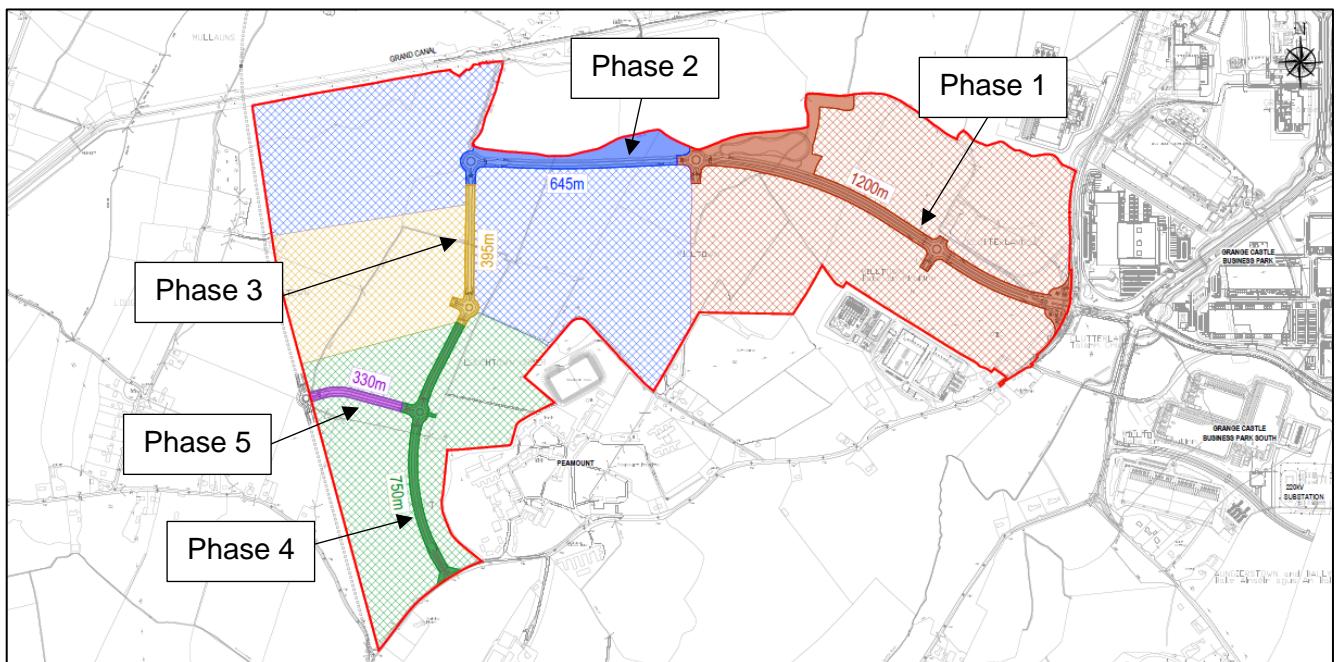 MULLAUNS
GRAND CANAL
N
Phase 2
Phase 1
645m
1200m
395m
Phase 3
GRANGE CASTLE
BUSINESS PARK
330m
Phase 5
PEAMOUNT
GRANGE CASTLE
BUSINESS PARK SOUTH
220kV
SUBSTATION
750m
Phase 4